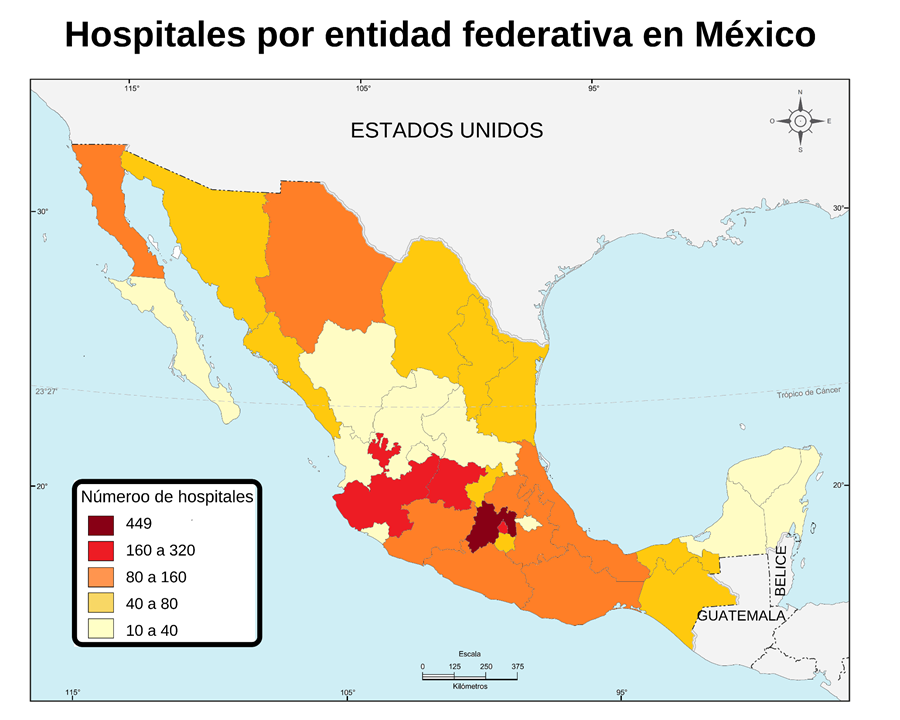 Hospitales por entidad federativa en México
115°
105°
95°
N
O
E
S
ESTADOS UNIDOS
30°
30°
23°27'
Trópico de Cáncer
20°
20°
Númeroo de hospitales
449
160 a 320
80 a 160
40 a 80
10 a 40
BELICE
GUATEMALA
Escala
0 125 250 375
Kilómetros
115°
105°
95°